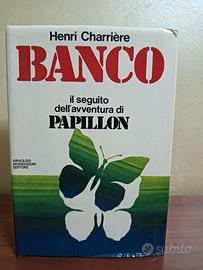 Henri Charrière
BANCO
il seguito
dell'avventura di
PAPILLON
ARNOLDO
MONDADORI
EDITORE
subito